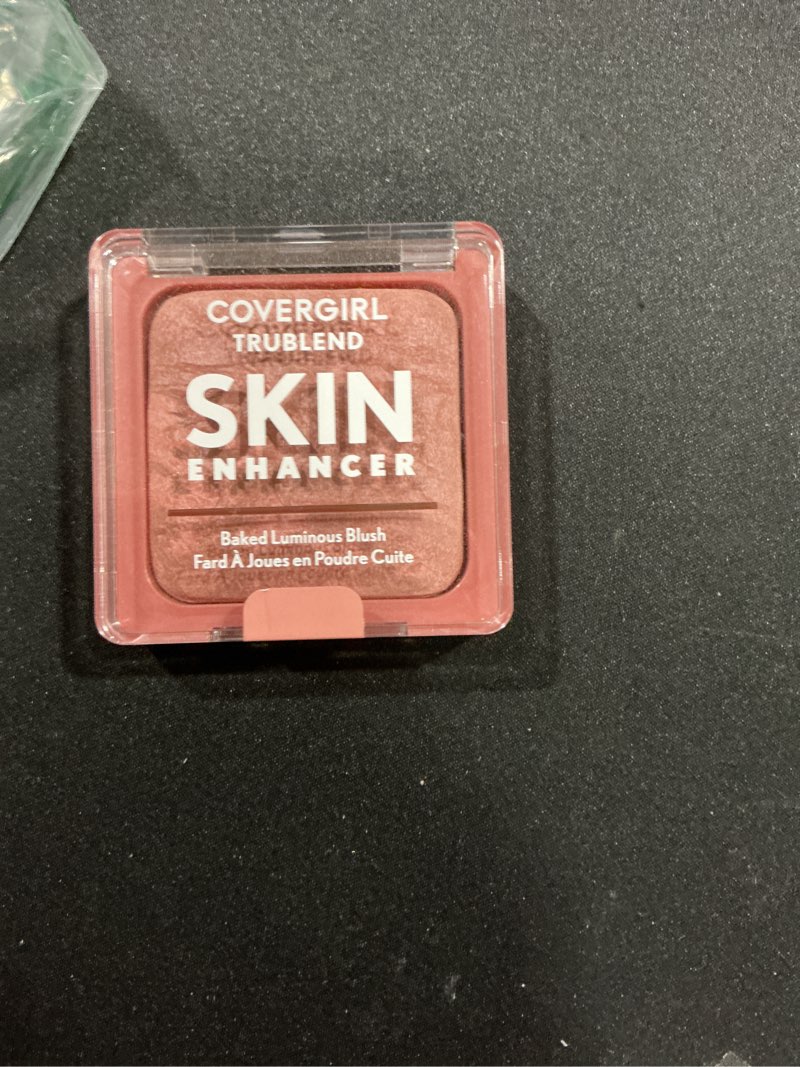 COVERGIRL
TRUBLEND
SKIN
ENHANCER
Baked Luminous Blush
Fard À Joues en Poudre Cuite